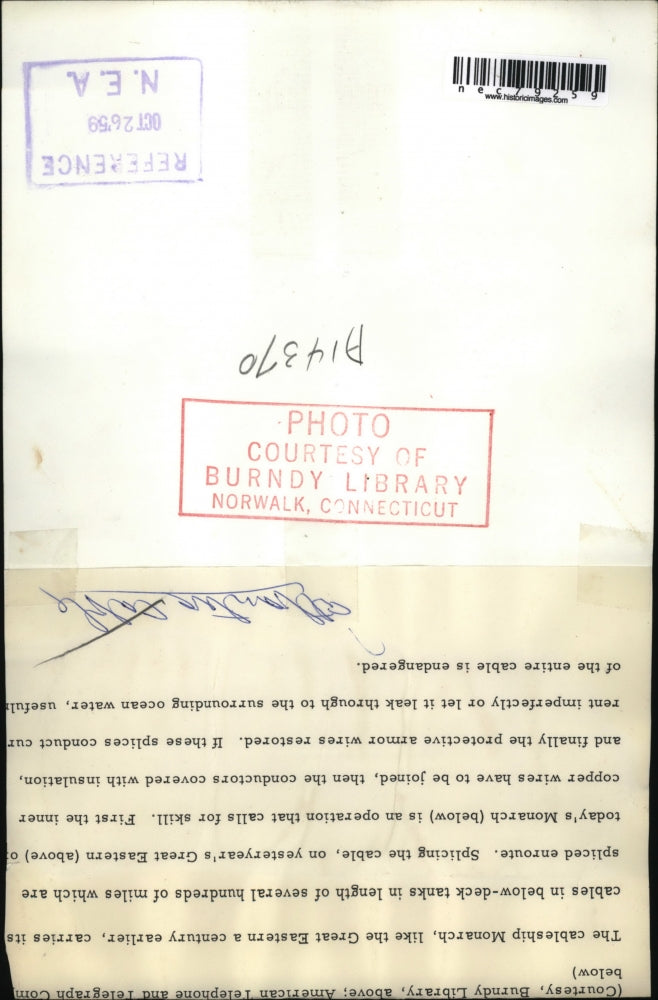 nec79259
www.historicimages.com
REFERENCE
OCT 26'59
N.E.A.
A14370
PHOTO
COURTESY OF
BURNDY LIBRARY
NORWALK, CONNECTICUT
Atlantic Cable
(Courtesy, Burndy Library, above; American Telephone and Telegraph Com
below)
The cableship Monarch, like the Great Eastern a century earlier, carries its
cables in below-deck tanks in length of several hundreds of miles which are
spliced enroute. Splicing the cable, on yesteryear's Great Eastern (above) o
today's Monarch (below) is an operation that calls for skill. First the inner
copper wires have to be joined, then the conductors covered with insulation,
and finally the protective armor wires restored. If these splices conduct cur
rent imperfectly or let it leak through to the surrounding ocean water, usefuln
of the entire cable is endangered.